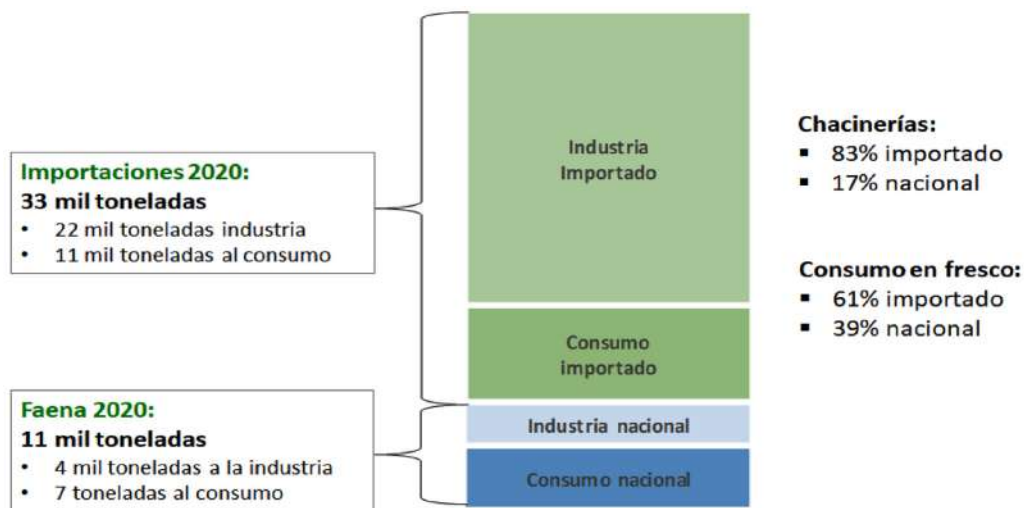 Importaciones 2020:
33 mil toneladas
• 22 mil toneladas industria
• 11 mil toneladas al consumo
Faena 2020:
11 mil toneladas
• 4 mil toneladas a la industria
• 7 toneladas al consumo
Industria
Importado
Consumo
importado
Industria nacional
Consumo nacional
Chacinerías:
▪ 83% importado
▪ 17% nacional
Consumo en fresco:
▪ 61% importado
▪ 39% nacional